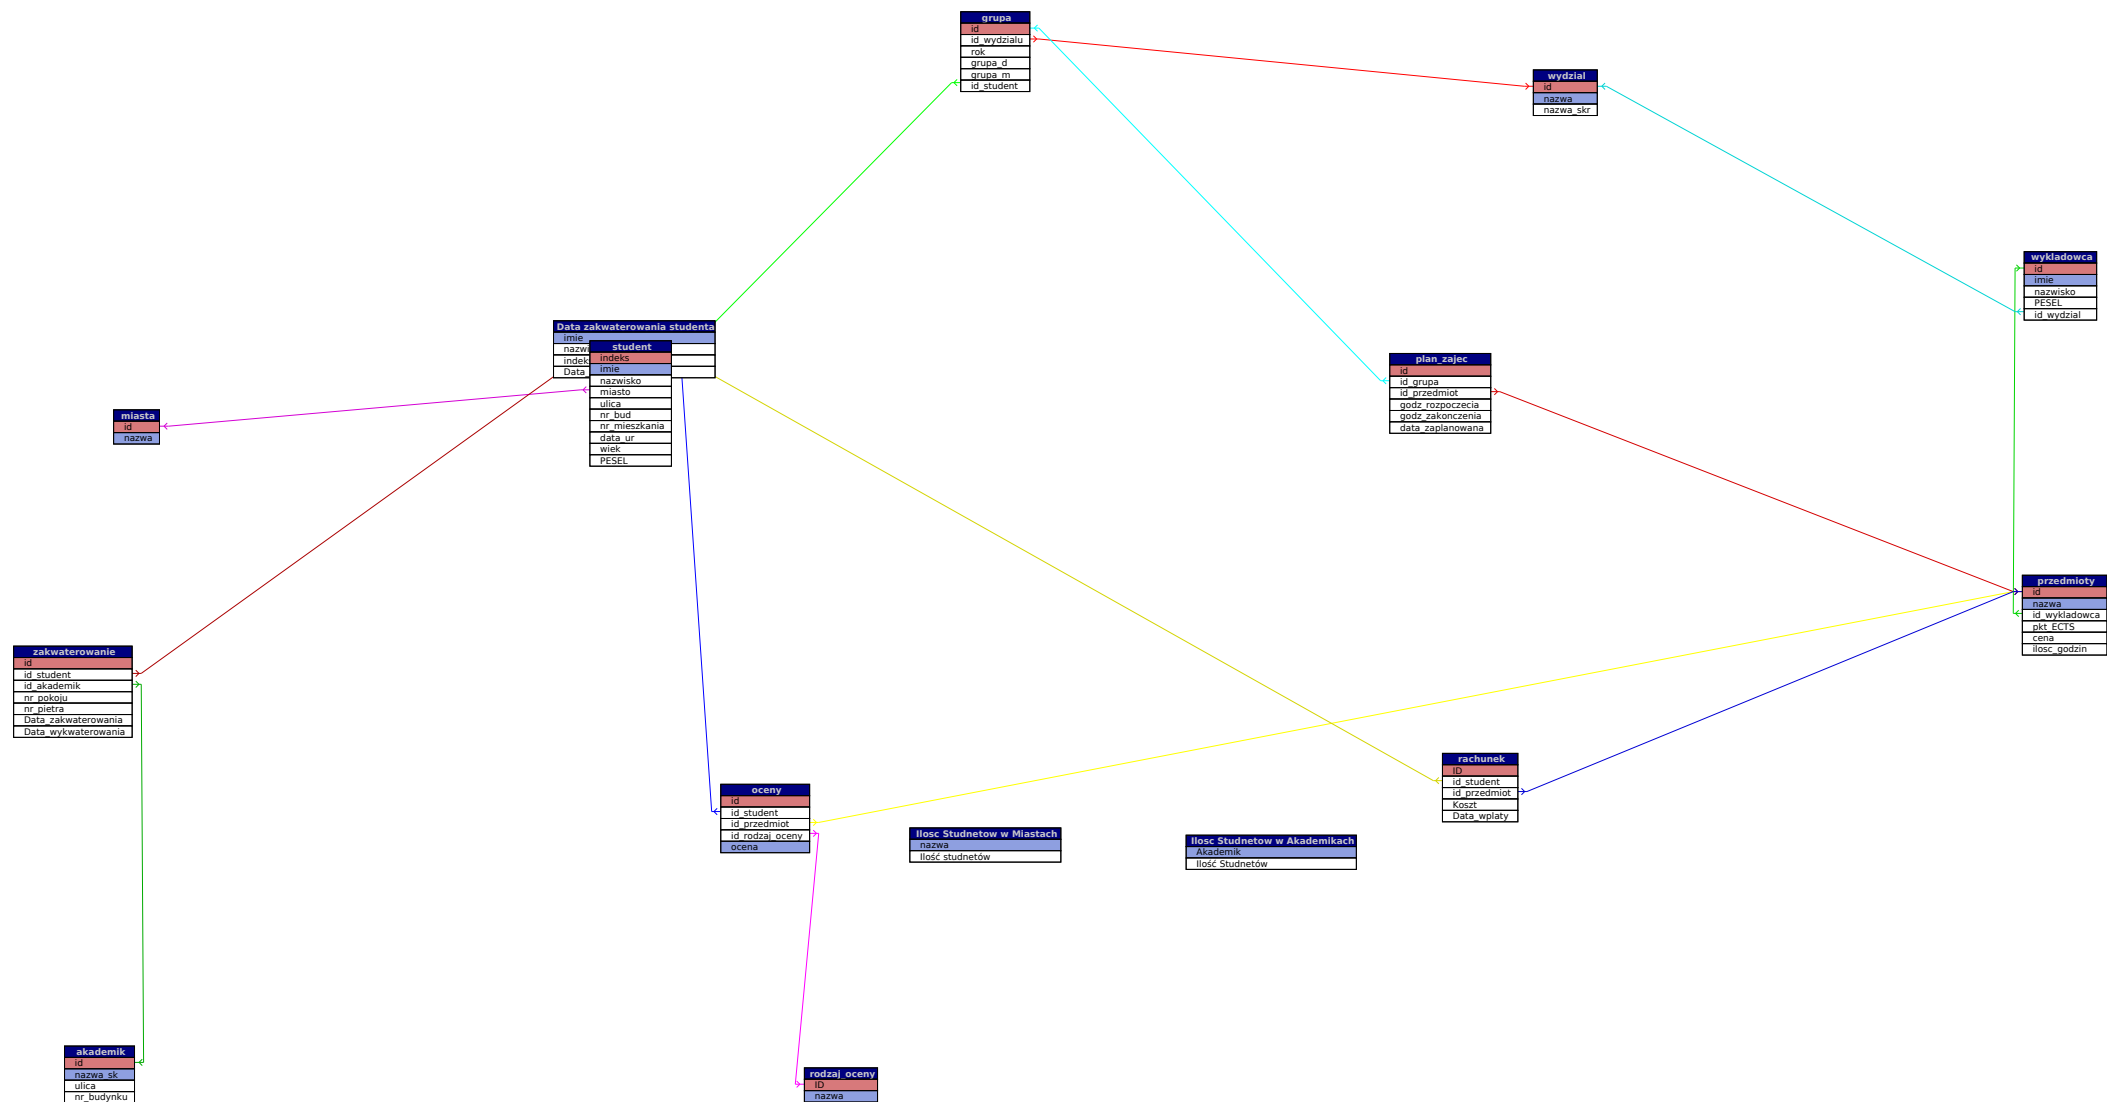 grupa
id
id_wydzialu
rok
grupa_d
grupa_m
id_student
wydzial
id
nazwa
nazwa_skr
wykladowca
id
imie
nazwisko
PESEL
id_wydzial
Data zakwaterowania studenta
imie
student
indeks
imie
nazwisko
miasto
ulica
nr_bud
nr_mieszkania
data_ur
wiek
PESEL
plan_zajec
id
id_grupa
id_przedmiot
godz_rozpoczecia
godz_zakonczenia
data_zaplanowana
miasta
id
nazwa
przedmioty
id
nazwa
id_wykladowca
pkt_ECTS
cena
ilosc_godzin
zakwaterowanie
id
id_student
id_akademik
nr_pokoju
nr_pietra
Data_zakwaterowania
Data_wykwaterowania
rachunek
ID
id_student
id_przedmiot
Koszt
Data_wplaty
oceny
id
id_student
id_przedmiot
id_rodzaj_oceny
ocena
Ilosc Studnetow w Miastach
nazwa
Ilość studnetów
Ilosc Studnetow w Akademikach
Akademik
Ilość Studnetów
akademik
id
nazwa_sk
ulica
nr_budynku
rodzaj_oceny
ID
nazwa